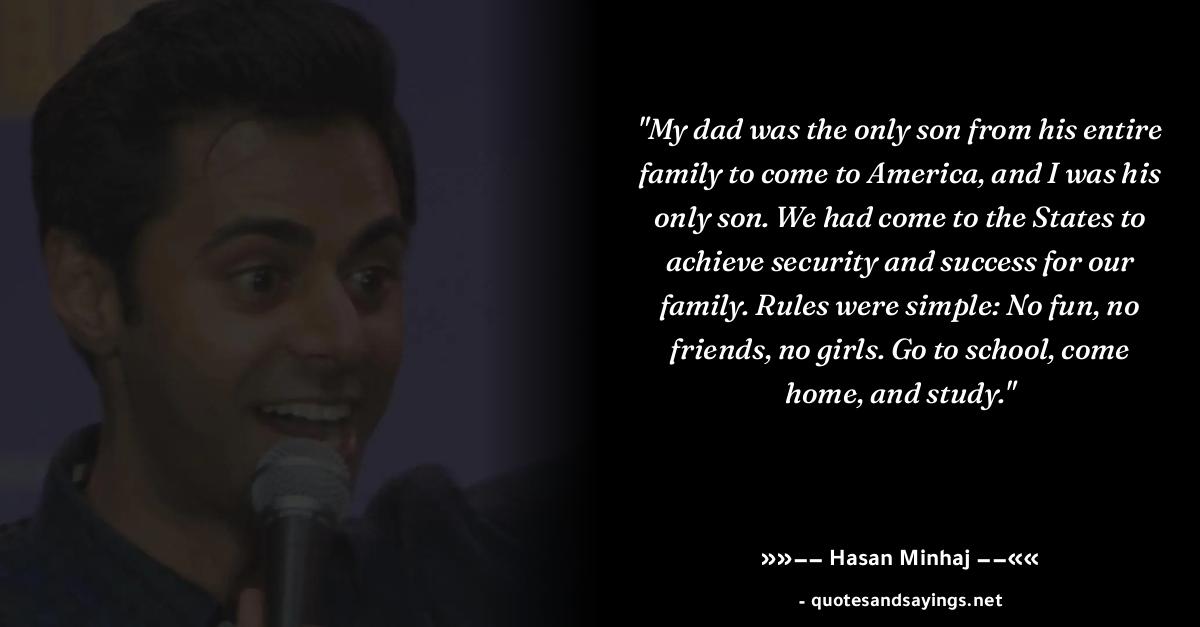 "My dad was the only son from his entire
family to come to America, and I was his
only son. We had come to the States to
achieve security and success for our
family. Rules were simple: No fun, no
friends, no girls. Go to school, come
home, and study."
»»−− Hasan Minhaj −−««
- quotesandsayings.net